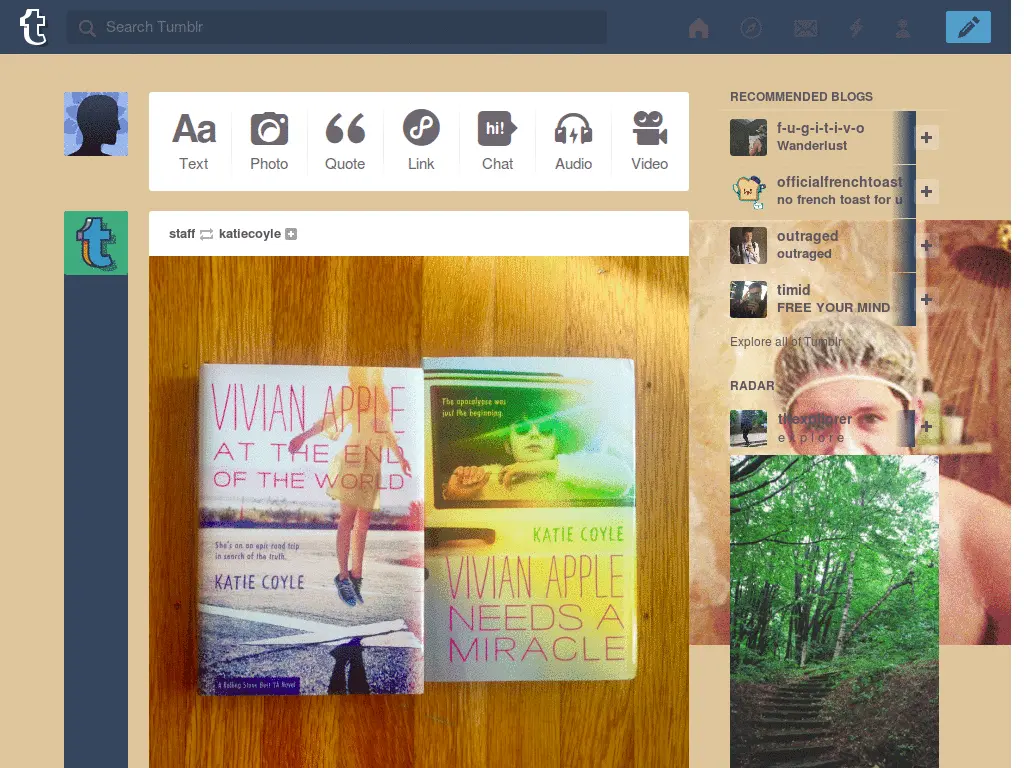 t
Search Tumblr
RECOMMENDED BLOGS
f-u-g-i-t-i-v-o
Wanderlust
officialfrenchtoast
no french toast for u
outraged
outraged
timid
FREE YOUR MIND
Explore all of Tumblr
RADAR
explore
Aa
hi!
Text
Photo
Quote
Link
Chat
Audio
Video
t
staff katiecoyle
VIVIAN APPLE
AT THE END
OF THE WORLD
She's on an epic road trip
in search of the truth.
KATIE COYLE
A Rolling Stone Best YA Novel
The apocalypse was
just the beginning.
KATIE COYLE
VIVIAN APPLE
NEEDS A
MIRACLE